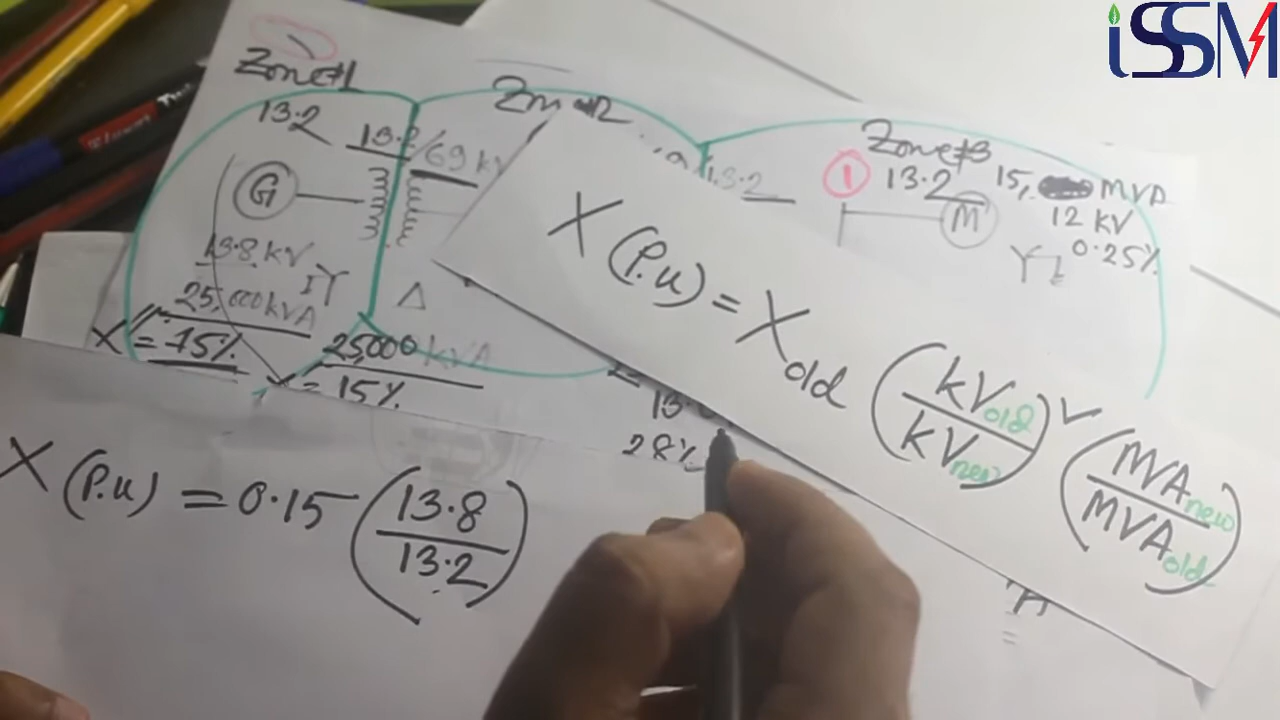 iSSM
Zone#1
Zone#3
13.2
13.2/69 kV
13.2
13.2
15, MVA
12 kV
0.25%
1
G
M
13.8 kV
25,000 kVA
X = 15%
Y
Δ
25,000 kVA
X = 15%
28%
X (P.u) = X old (kV old / kV new)² (MVA new / MVA old)
X (P.u) = 0.15 (13.8 / 13.2)